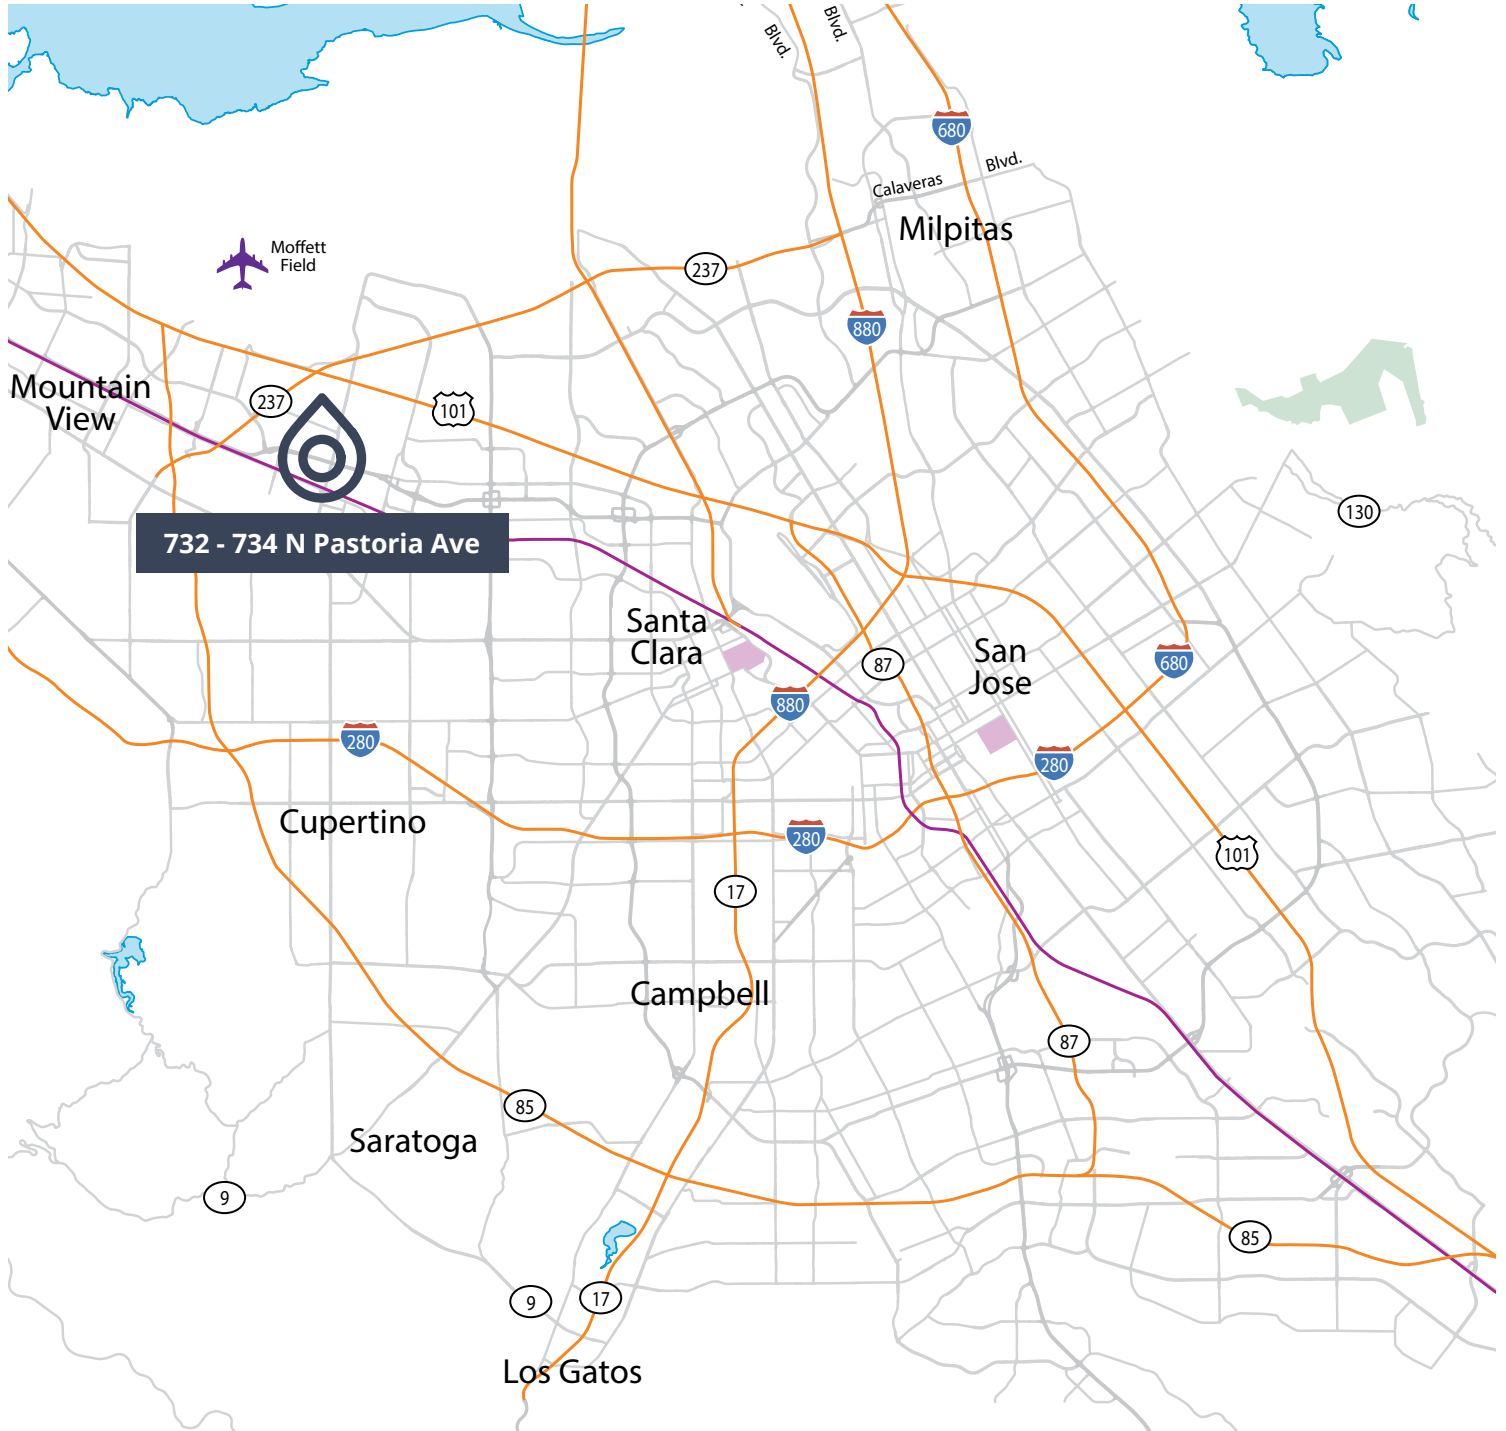 Blvd.
Blvd.
680
Blvd.
Calaveras
Milpitas
Moffett
Field
237
880
Mountain
View
237
101
130
732 - 734 N Pastoria Ave
Santa
Clara
San
Jose
87
680
880
280
280
Cupertino
280
101
17
Campbell
87
85
Saratoga
9
85
9
17
Los Gatos